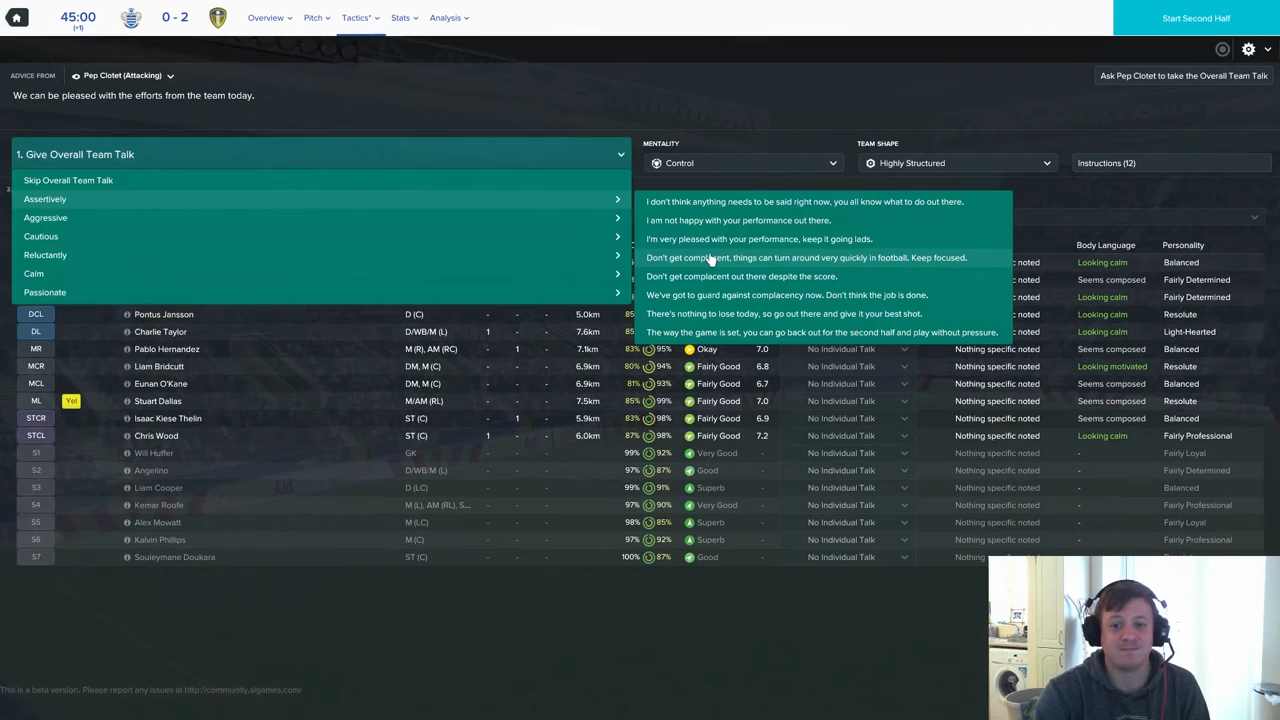 45:00
(+1)
0 - 2
Overview
Pitch
Tactics*
Stats
Analysis
Start Second Half
ADVICE FROM
Pep Clotet (Attacking)
Ask Pep Clotet to take the Overall Team Talk
We can be pleased with the efforts from the team today.
1. Give Overall Team Talk
MENTALITY
Control
TEAM SHAPE
Highly Structured
Instructions (12)
Skip Overall Team Talk
Assertively
Aggressive
Cautious
Reluctantly
Calm
Passionate
I don't think anything needs to be said right now, you all know what to do out there.
I am not happy with your performance out there.
I'm very pleased with your performance, keep it going lads.
Don't get complacent, things can turn around very quickly in football. Keep focused.
Don't get complacent out there despite the score.
We've got to guard against complacency now. Don't think the job is done.
There's nothing to lose today, so go out there and give it your best shot.
The way the game is set, you can go back out for the second half and play without pressure.
Body Language Personality
noted Looking calm Balanced
noted Looking calm Fairly Determined
noted Looking calm Fairly Determined
DCL Pontus Jansson D (C) - - - 5.0km noted Looking calm Fairly Determined
DL Charlie Taylor D/WB/M (L) 1 - - 7.6km noted Looking calm Light-Hearted
MR Pablo Hernandez M (R), AM (RC) - 1 - 7.1km 83% 95% Okay 7.0 No Individual Talk Nothing specific noted Seems composed Balanced
MCR Liam Bridcutt DM, M (C) - - - 6.9km 80% 94% Fairly Good 6.8 No Individual Talk Nothing specific noted Looking motivated Resolute
MCL Eunan O'Kane DM, M (C) - - - 6.9km 81% 93% Fairly Good 6.7 No Individual Talk Nothing specific noted Seems composed Balanced
ML Yel Stuart Dallas M/AM (RL) - - - 7.5km 85% 99% Fairly Good 7.0 No Individual Talk Nothing specific noted Seems composed Resolute
STCR Isaac Kiese Thelin ST (C) - 1 - 5.9km 83% 98% Fairly Good 6.9 No Individual Talk Nothing specific noted Seems composed Balanced
STCL Chris Wood ST (C) 1 - - 6.0km 87% 98% Fairly Good 7.2 No Individual Talk Nothing specific noted Looking calm Fairly Professional
S1 Will Huffer GK - - - 99% 92% Very Good - No Individual Talk Nothing specific noted - Fairly Loyal
S2 Angelino D/WB/M (L) - - - 97% 87% Good - No Individual Talk Nothing specific noted - Fairly Determined
S3 Liam Cooper D (LC) - - - 99% 91% Superb - No Individual Talk Nothing specific noted - Balanced
S4 Kemar Roofe M (L), AM (RL), S... - - - 97% 90% Very Good - No Individual Talk Nothing specific noted - Fairly Professional
S5 Alex Mowatt M (LC) - - - 98% 85% Superb - No Individual Talk Nothing specific noted - Fairly Loyal
S6 Kalvin Phillips M (C) - - - 97% 92% Superb - No Individual Talk Nothing specific noted - Fairly Professional
S7 Souleymane Doukara ST (C) - - - 100% 87% Good - No Individual Talk Nothing specific noted -
This is a beta version. Please report any issues at http://community.sigames.com/